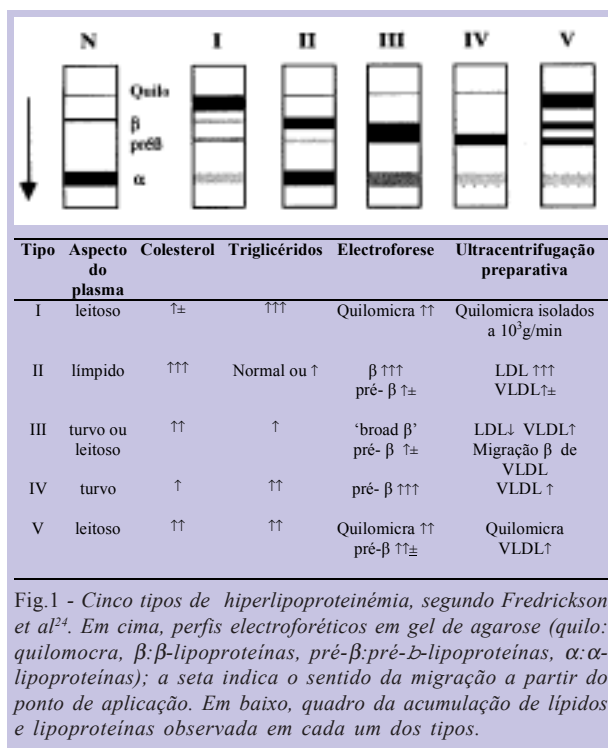 N I II III IV V
Quilo
β
préβ
α
Tipo Aspecto do plasma Colesterol Triglicéridos Electroforese Ultracentrifugação preparativa
I leitoso ↑± ↑↑↑ Quilomicra ↑↑ Quilomicra isolados
a 10³g/min
II límpido ↑↑↑ Normal ou ↑ β ↑↑↑ LDL ↑↑↑
pré- β ↑± VLDL↑±
III turvo ou ↑↑ ↑ ‘broad β’ LDL↓ VLDL↑
leitoso pré- β ↑± Migração β de
VLDL
IV turvo ↑ ↑↑ pré- β ↑↑↑ VLDL ↑
V leitoso ↑↑ ↑↑ Quilomicra ↑↑ Quilomicra
pré-β ↑↑± VLDL↑
Fig.1 - Cinco tipos de hiperlipoproteinémia, segundo Fredrickson
et al²⁴. Em cima, perfis electroforéticos em gel de agarose (quilo:
quilomocra, β:β-lipoproteínas, pré-β:pré-b-lipoproteínas, α:α-
lipoproteínas); a seta indica o sentido da migração a partir do
ponto de aplicação. Em baixo, quadro da acumulação de lípidos
e lipoproteínas observada em cada um dos tipos.